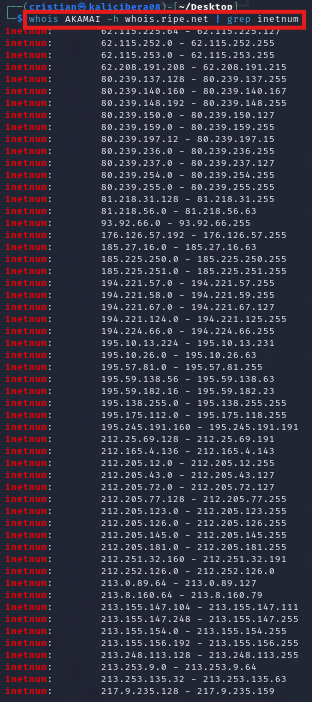 ┌──(cristian㉿kalicibera08)-[~/Desktop]
└─$ whois AKAMAI -h whois.ripe.net | grep inetnum
inetnum: 62.115.225.64 - 62.115.225.127
inetnum: 62.115.252.0 - 62.115.252.255
inetnum: 62.115.253.0 - 62.115.253.255
inetnum: 62.208.191.208 - 62.208.191.215
inetnum: 80.239.137.128 - 80.239.137.255
inetnum: 80.239.140.160 - 80.239.140.167
inetnum: 80.239.148.192 - 80.239.148.255
inetnum: 80.239.150.0 - 80.239.150.127
inetnum: 80.239.159.0 - 80.239.159.255
inetnum: 80.239.197.12 - 80.239.197.15
inetnum: 80.239.236.0 - 80.239.236.255
inetnum: 80.239.237.0 - 80.239.237.127
inetnum: 80.239.254.0 - 80.239.254.255
inetnum: 80.239.255.0 - 80.239.255.255
inetnum: 81.218.31.128 - 81.218.31.255
inetnum: 81.218.56.0 - 81.218.56.63
inetnum: 93.92.66.0 - 93.92.66.255
inetnum: 176.126.57.192 - 176.126.57.255
inetnum: 185.27.16.0 - 185.27.16.63
inetnum: 185.225.250.0 - 185.225.250.255
inetnum: 185.225.251.0 - 185.225.251.255
inetnum: 194.221.57.0 - 194.221.57.255
inetnum: 194.221.58.0 - 194.221.59.255
inetnum: 194.221.67.0 - 194.221.67.127
inetnum: 194.221.124.0 - 194.221.125.255
inetnum: 194.224.66.0 - 194.224.66.255
inetnum: 195.10.13.224 - 195.10.13.231
inetnum: 195.10.26.0 - 195.10.26.63
inetnum: 195.57.81.0 - 195.57.81.255
inetnum: 195.59.138.56 - 195.59.138.63
inetnum: 195.59.182.16 - 195.59.182.23
inetnum: 195.138.255.0 - 195.138.255.255
inetnum: 195.175.112.0 - 195.175.118.255
inetnum: 195.245.191.160 - 195.245.191.191
inetnum: 212.25.69.128 - 212.25.69.191
inetnum: 212.165.4.136 - 212.165.4.143
inetnum: 212.205.12.0 - 212.205.12.255
inetnum: 212.205.43.0 - 212.205.43.127
inetnum: 212.205.72.0 - 212.205.72.127
inetnum: 212.205.77.128 - 212.205.77.255
inetnum: 212.205.123.0 - 212.205.123.255
inetnum: 212.205.126.0 - 212.205.126.255
inetnum: 212.205.145.0 - 212.205.145.255
inetnum: 212.205.181.0 - 212.205.181.255
inetnum: 212.251.32.160 - 212.251.32.191
inetnum: 212.252.126.0 - 212.252.126.0
inetnum: 213.0.89.64 - 213.0.89.127
inetnum: 213.8.160.64 - 213.8.160.79
inetnum: 213.155.147.104 - 213.155.147.111
inetnum: 213.155.147.248 - 213.155.147.255
inetnum: 213.155.154.0 - 213.155.154.255
inetnum: 213.155.156.192 - 213.155.156.255
inetnum: 213.248.113.128 - 213.248.113.255
inetnum: 213.253.9.0 - 213.253.9.64
inetnum: 213.253.135.32 - 213.253.135.63
inetnum: 217.9.235.128 - 217.9.235.159